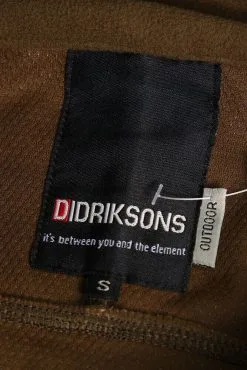 DIDRIKSONS
it's between you and the element
OUTDOOR
S